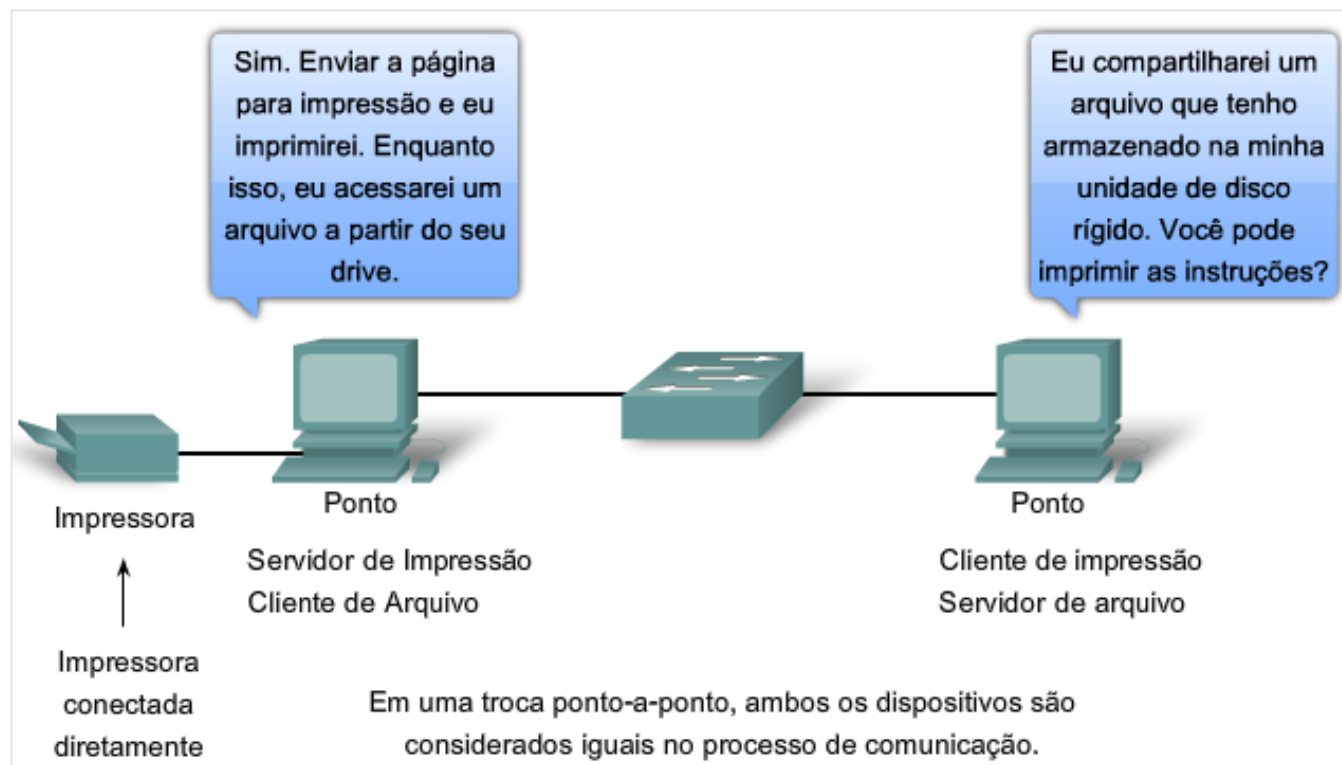 Sim. Enviar a página
para impressão e eu
imprimirei. Enquanto
isso, eu acessarei um
arquivo a partir do seu
drive.
Eu compartilharei um
arquivo que tenho
armazenado na minha
unidade de disco
rígido. Você pode
imprimir as instruções?
Impressora
Ponto
Servidor de Impressão
Cliente de Arquivo
Ponto
Cliente de impressão
Servidor de arquivo
Impressora
conectada
diretamente
Em uma troca ponto-a-ponto, ambos os dispositivos são
considerados iguais no processo de comunicação.